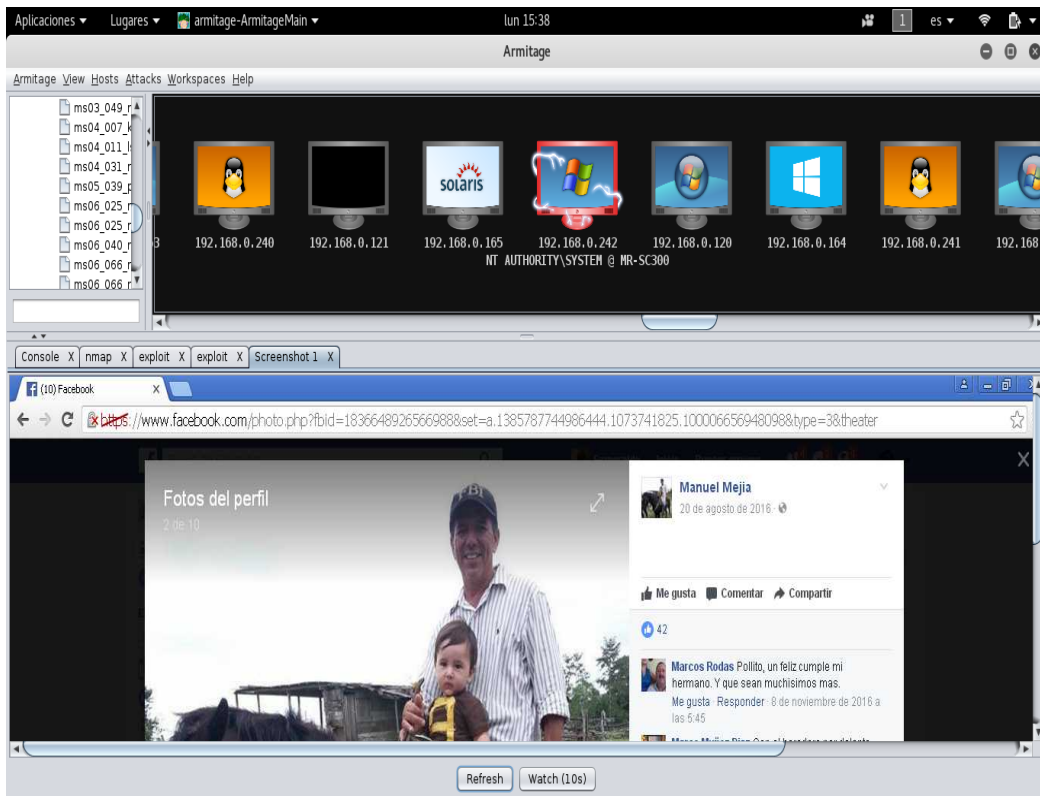 Aplicaciones ▾ Lugares ▾ armitage-ArmitageMain ▾ lun 15:38 1 es ▾
Armitage
Armitage View Hosts Attacks Workspaces Help
ms03_049_r
ms04_007_k
ms04_011_l
ms04_031_r
ms05_039_p
ms06_025_r
ms06_025_r
ms06_040_r
ms06_066_r
ms06_066_r
solaris
3 192.168.0.240 192.168.0.121 192.168.0.165 192.168.0.242 192.168.0.120 192.168.0.164 192.168.0.241 192.168
NT AUTHORITY\SYSTEM @ MR-SC300
Console X nmap X exploit X exploit X Screenshot 1 X
(10) Facebook
https://www.facebook.com/photo.php?fbid=1836648926566988&set=a.1385787744986444.1073741825.100006656948098&type=3&theater
Fotos del perfil
2 de 10
FBI
Manuel Mejia
20 de agosto de 2016
Me gusta Comentar Compartir
42
Marcos Rodas Pollito, un feliz cumple mi
hermano. Y que sean muchisimos mas.
Me gusta · Responder · 8 de noviembre de 2016 a
las 5:45
Refresh Watch (10s)